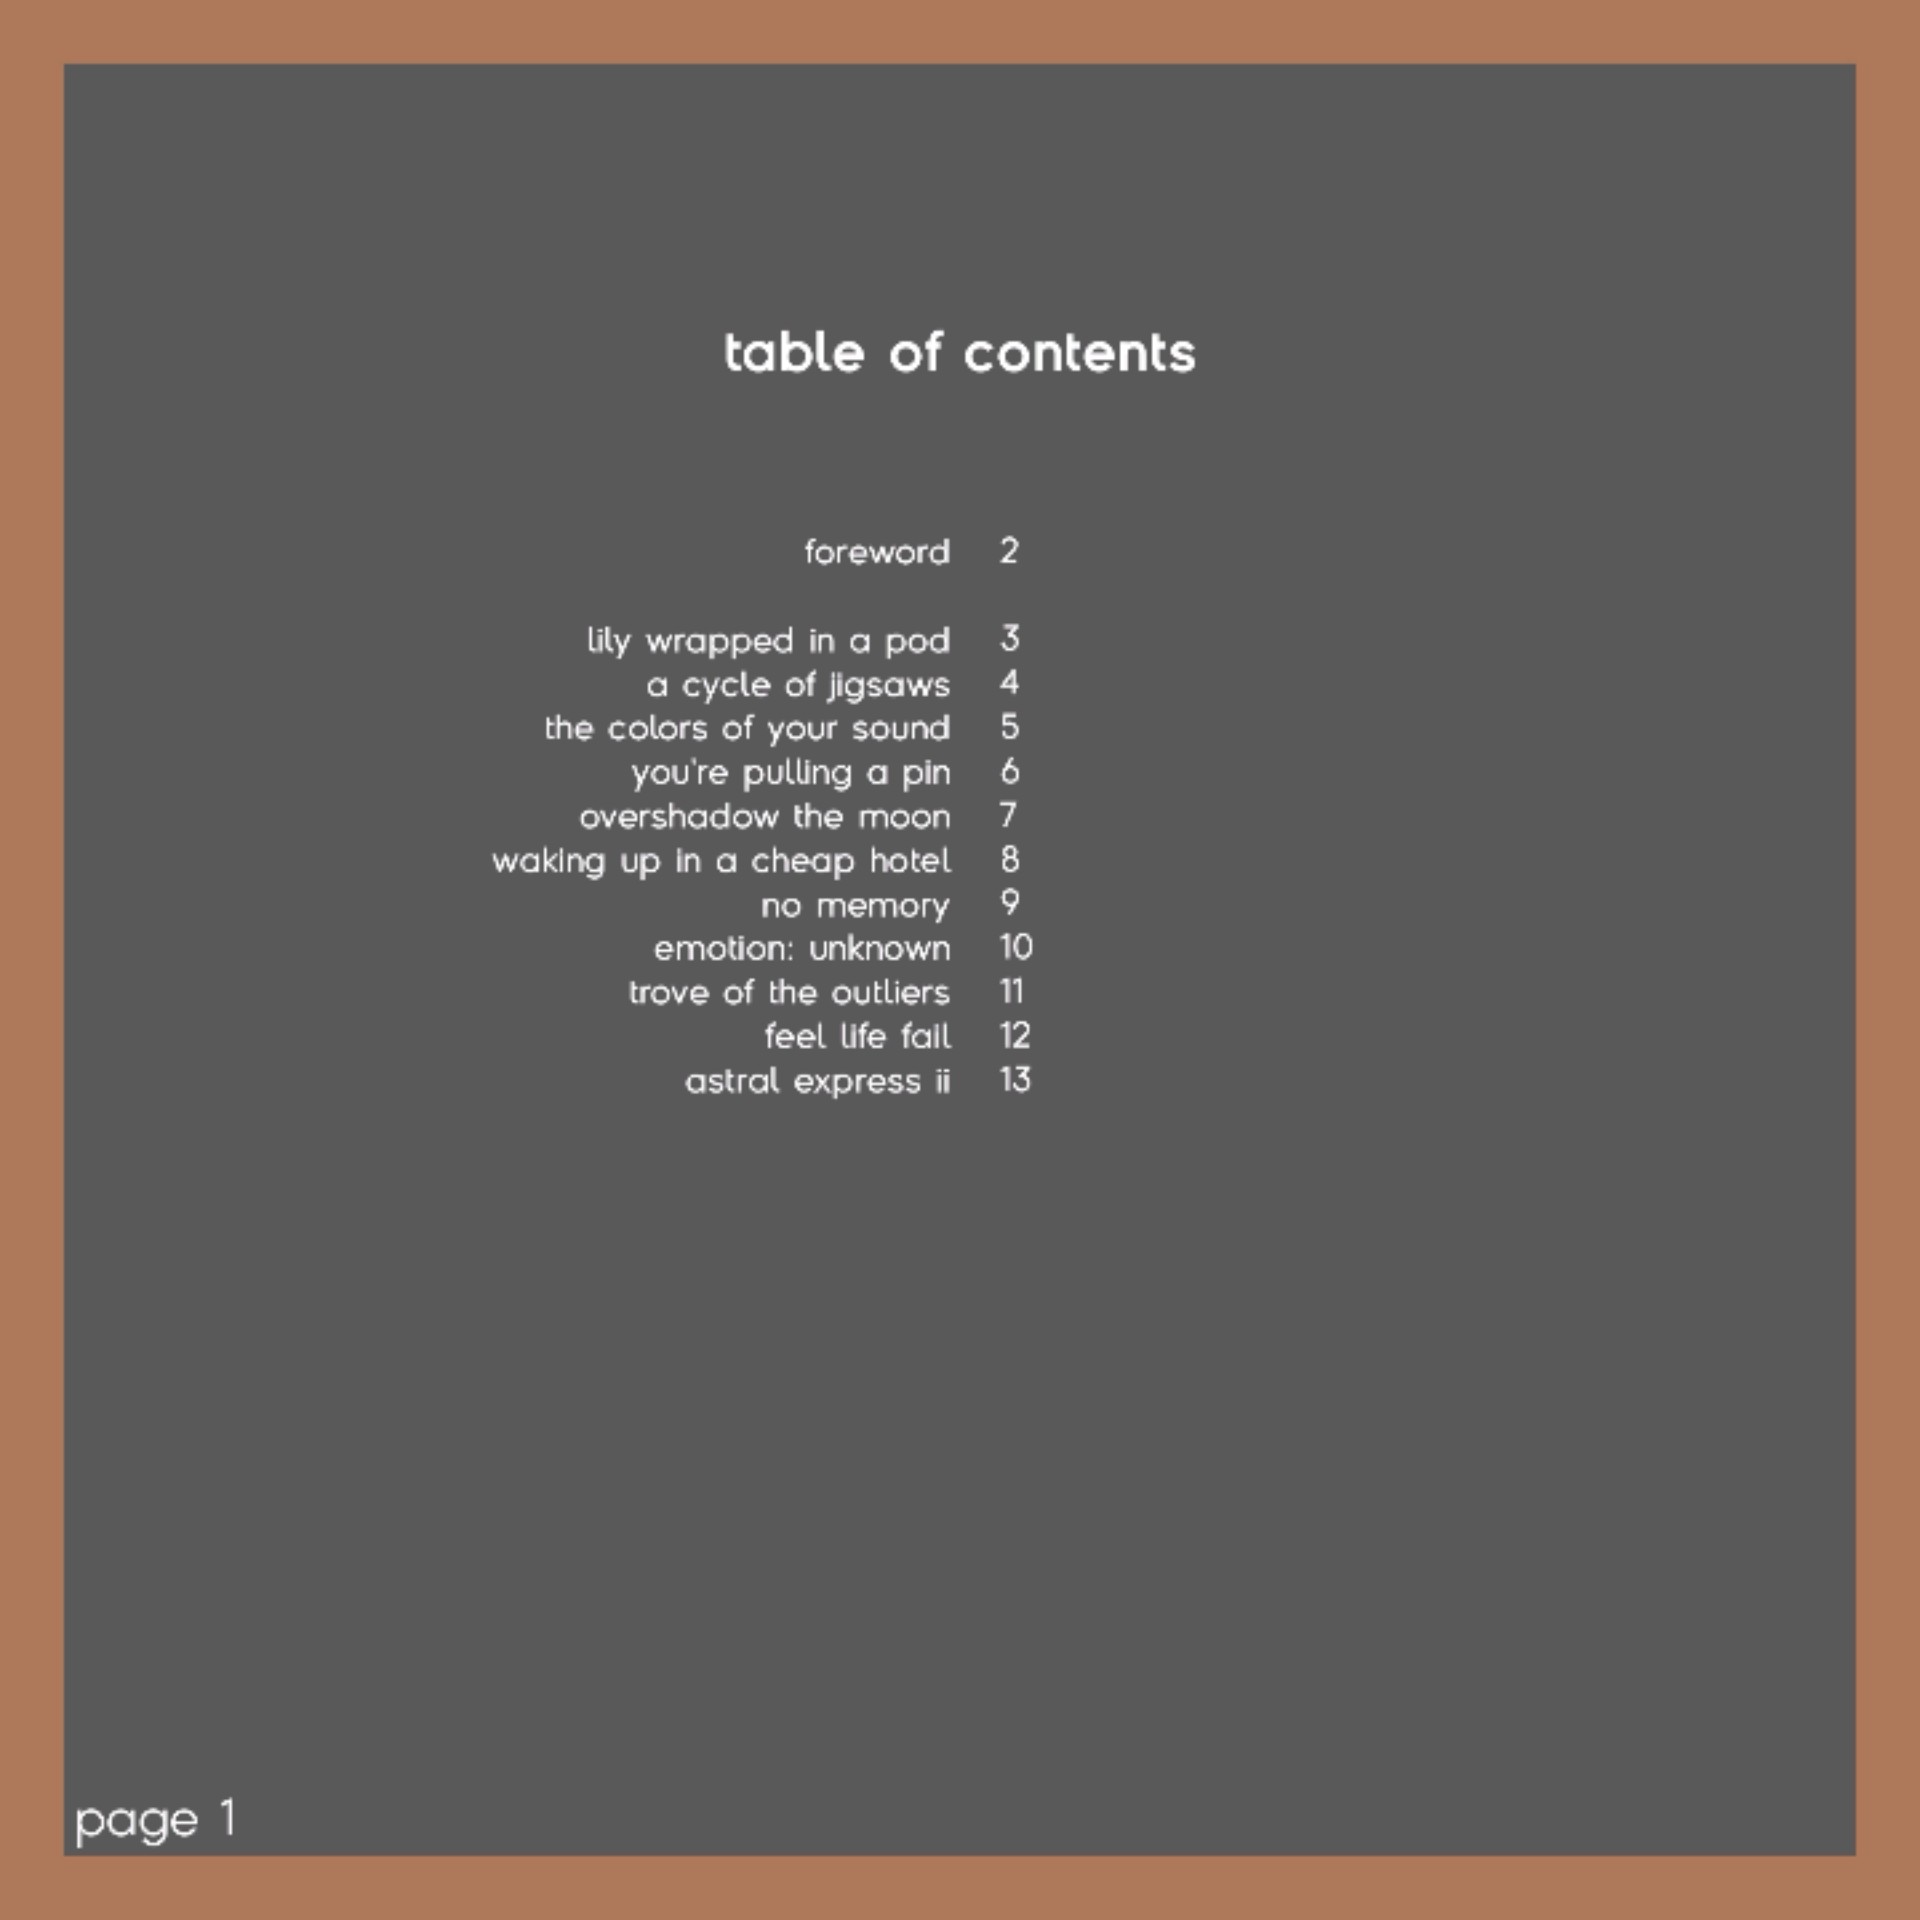 table of contents
foreword 2
lily wrapped in a pod 3
a cycle of jigsaws 4
the colors of your sound 5
you're pulling a pin 6
overshadow the moon 7
waking up in a cheap hotel 8
no memory 9
emotion: unknown 10
trove of the outliers 11
feel life fail 12
astral express ii 13
page 1